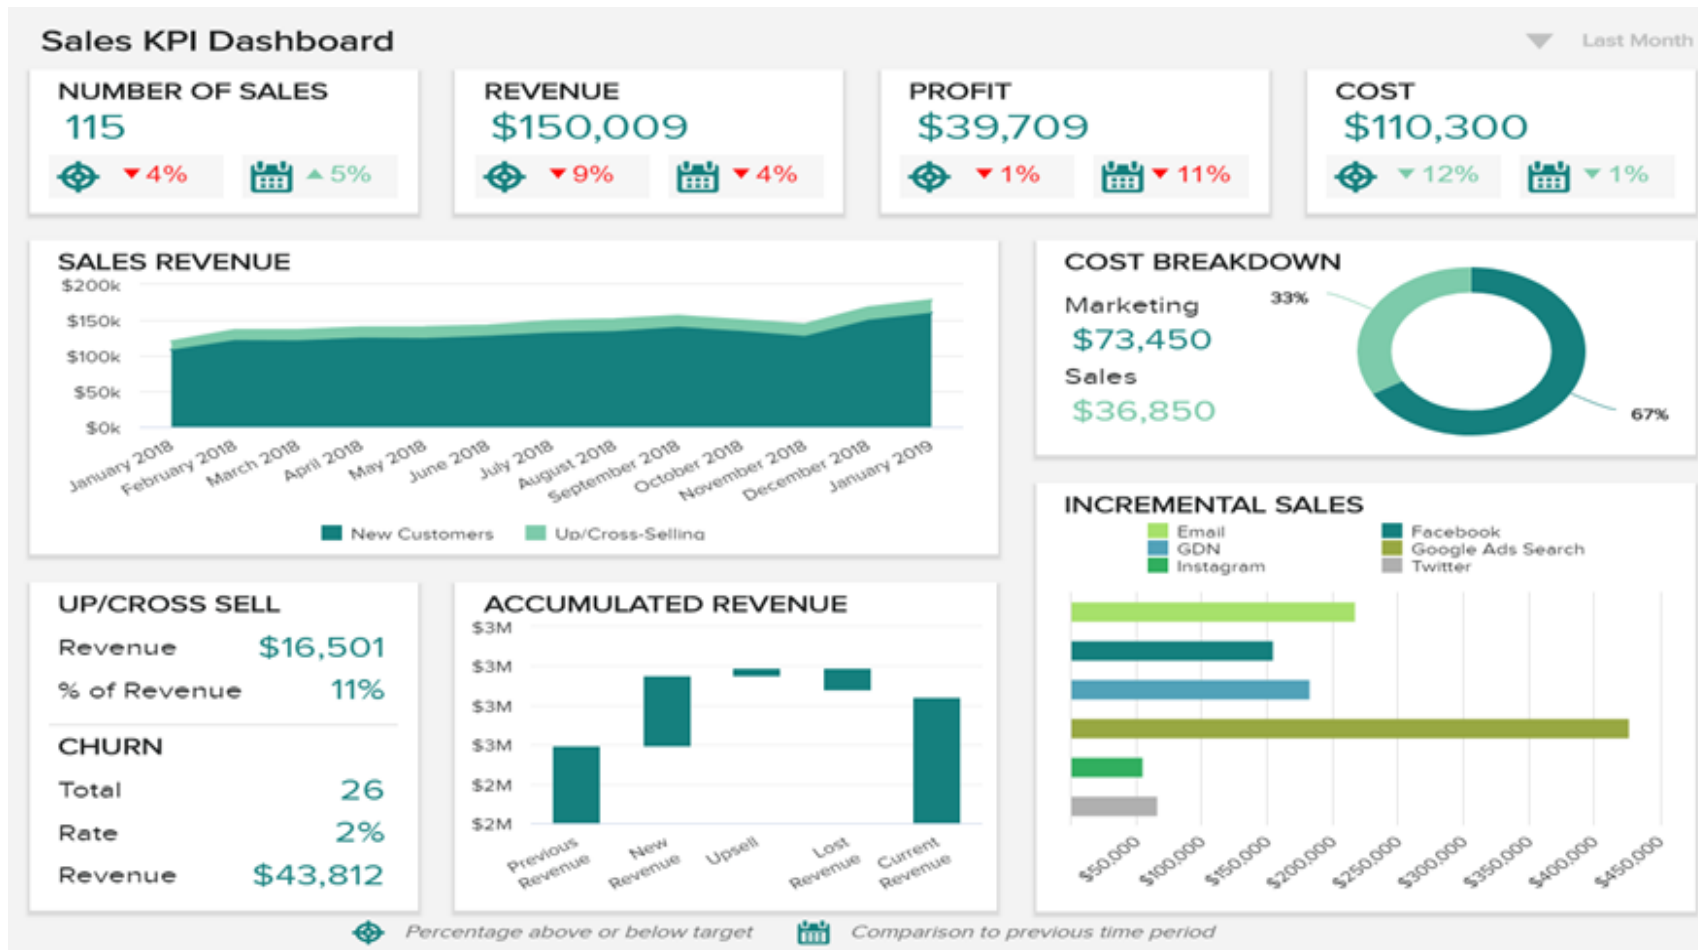 Sales KPI Dashboard
Last Month
NUMBER OF SALES
115
4%
5%
REVENUE
$150,009
9%
4%
PROFIT
$39,709
1%
11%
COST
$110,300
12%
1%
SALES REVENUE
$200k
$150k
$100k
$50k
$0k
January 2018
February 2018
March 2018
April 2018
May 2018
June 2018
July 2018
August 2018
September 2018
October 2018
November 2018
December 2018
January 2019
New Customers
Up/Cross-Selling
COST BREAKDOWN
Marketing
$73,450
Sales
$36,850
33%
67%
UP/CROSS SELL
Revenue $16,501
% of Revenue 11%
CHURN
Total 26
Rate 2%
Revenue $43,812
ACCUMULATED REVENUE
$3M
$3M
$3M
$3M
$2M
$2M
Previous
Revenue
New
Revenue
Upsell
Lost
Revenue
Current
Revenue
INCREMENTAL SALES
Email
Facebook
GDN
Google Ads Search
Instagram
Twitter
$50,000
$100,000
$150,000
$200,000
$250,000
$300,000
$350,000
$400,000
$450,000
Percentage above or below target
Comparison to previous time period